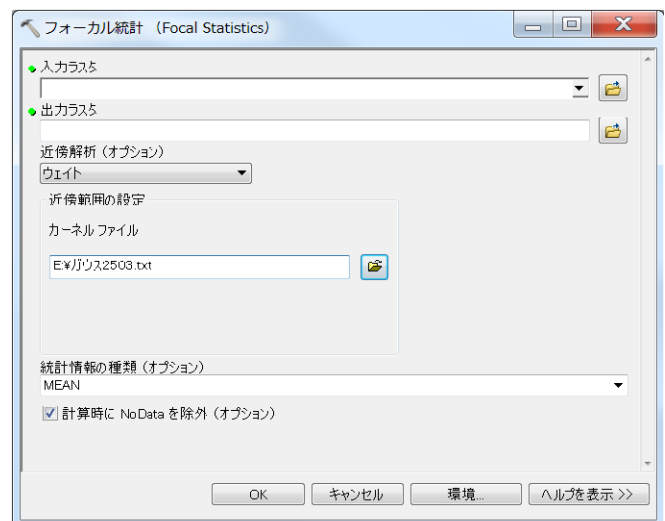 フォーカル統計 (Focal Statistics)
入力ラスタ
出力ラスタ
近傍解析 (オプション)
ウェイト
近傍範囲の設定
カーネル ファイル
E:¥ガウス2503.txt
統計情報の種類 (オプション)
MEAN
計算時に NoData を除外 (オプション)
OK
キャンセル
環境...
ヘルプを表示 >>